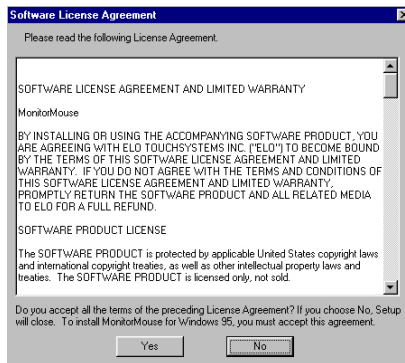 Software License Agreement
Please read the following License Agreement.
SOFTWARE LICENSE AGREEMENT AND LIMITED WARRANTY
MonitorMouse
BY INSTALLING OR USING THE ACCOMPANYING SOFTWARE PRODUCT, YOU
ARE AGREEING WITH ELO TOUCHSYSTEMS INC. ("ELO") TO BECOME BOUND
BY THE TERMS OF THIS SOFTWARE LICENSE AGREEMENT AND LIMITED
WARRANTY.  IF YOU DO NOT AGREE WITH THE TERMS AND CONDITIONS OF
THIS SOFTWARE LICENSE AGREEMENT AND LIMITED WARRANTY,
PROMPTLY RETURN THE SOFTWARE PRODUCT AND ALL RELATED MEDIA
TO ELO FOR A FULL REFUND.
SOFTWARE PRODUCT LICENSE
The SOFTWARE PRODUCT is protected by applicable United States copyright laws
and international copyright treaties, as well as other intellectual property laws and
treaties.  The SOFTWARE PRODUCT is licensed only, not sold.
Do you accept all the terms of the preceding License Agreement? If you choose No, Setup
will close.  To install MonitorMouse for Windows 95, you must accept this agreement.
Yes
No